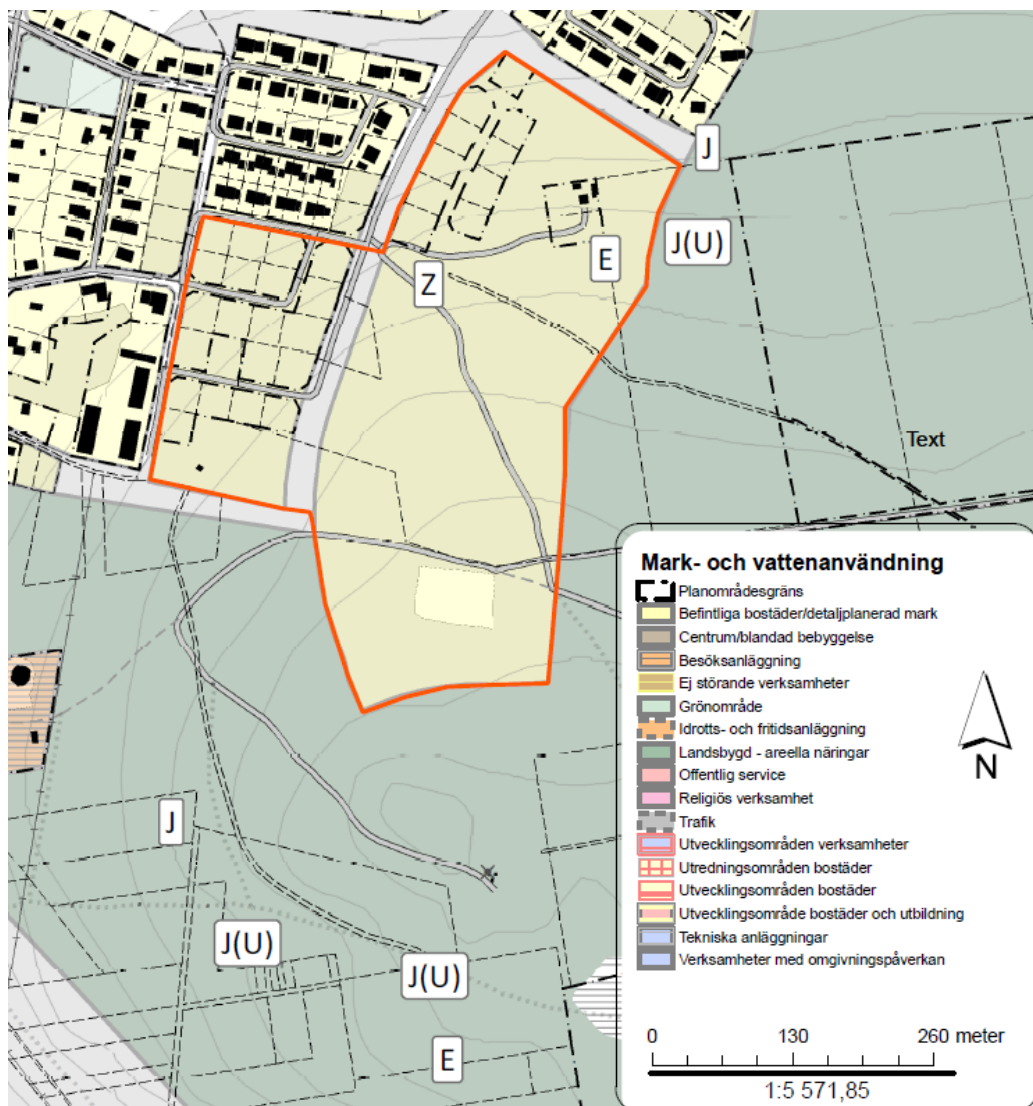 J
J(U)
E
Z
Text
Mark- och vattenanvändning
Planområdesgräns
Befintliga bostäder/detaljplanerad mark
Centrum/blandad bebyggelse
Besöksanläggning
Ej störande verksamheter
Grönområde
Idrotts- och fritidsanläggning
Landsbygd - areella näringar
Offentlig service
Religiös verksamhet
Trafik
Utvecklingsområden verksamheter
Utredningsområden bostäder
Utvecklingsområden bostäder
Utvecklingsområde bostäder och utbildning
Tekniska anläggningar
Verksamheter med omgivningspåverkan
N
0 130 260 meter
1:5 571,85
J
J(U)
J(U)
E